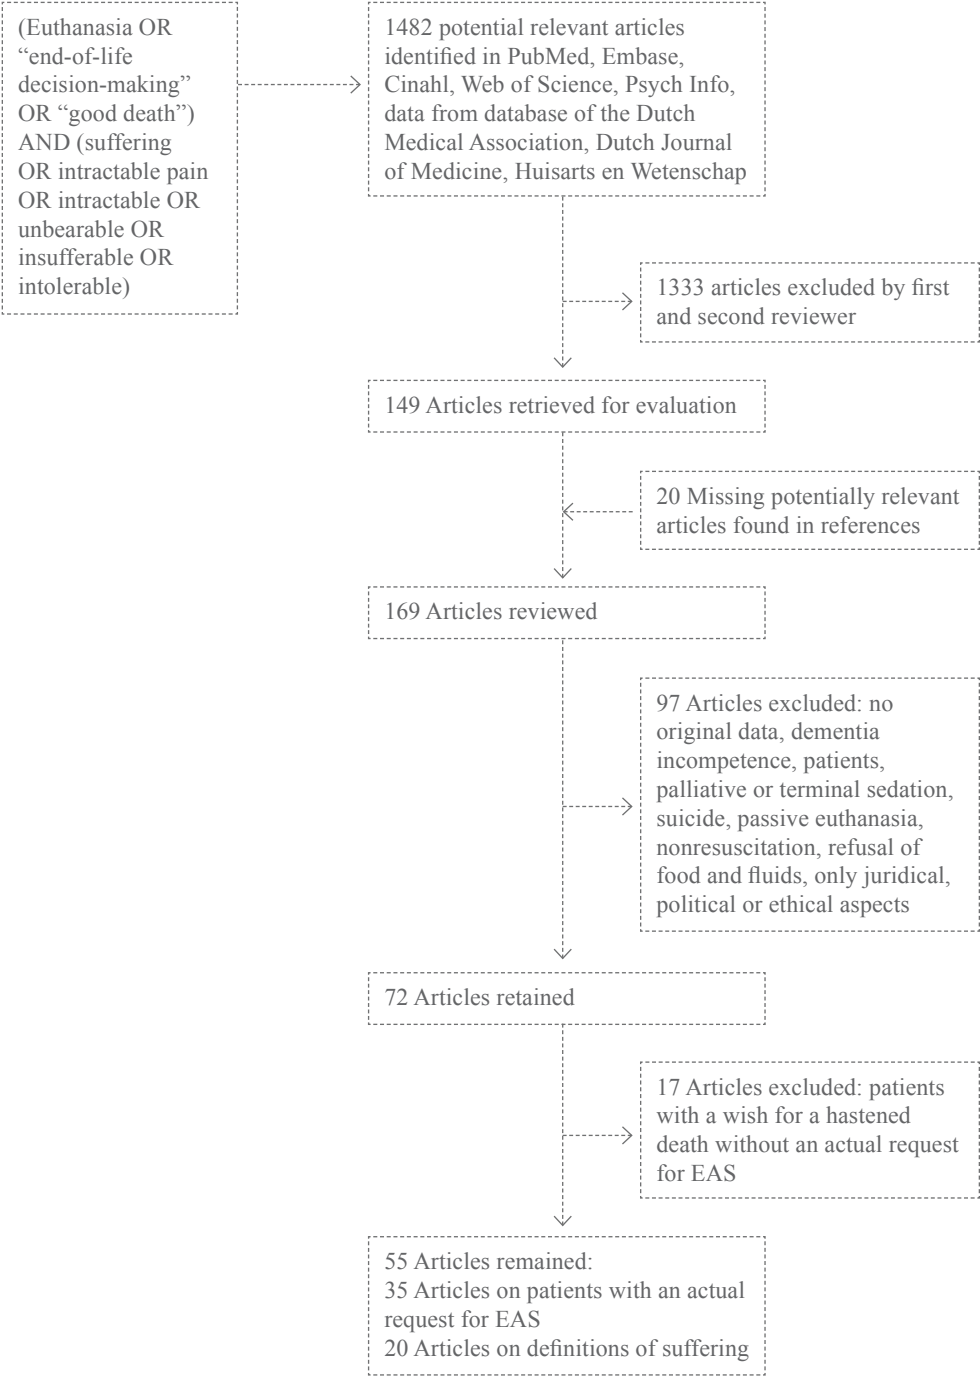 (Euthanasia OR
“end-of-life
decision-making”
OR “good death”)
AND (suffering
OR intractable pain
OR intractable OR
unbearable OR
insufferable OR
intolerable)
1482 potential relevant articles
identified in PubMed, Embase,
Cinahl, Web of Science, Psych Info,
data from database of the Dutch
Medical Association, Dutch Journal
of Medicine, Huisarts en Wetenschap
1333 articles excluded by first
and second reviewer
149 Articles retrieved for evaluation
20 Missing potentially relevant
articles found in references
169 Articles reviewed
97 Articles excluded: no
original data, dementia
incompetence, patients,
palliative or terminal sedation,
suicide, passive euthanasia,
nonresuscitation, refusal of
food and fluids, only juridical,
political or ethical aspects
72 Articles retained
17 Articles excluded: patients
with a wish for a hastened
death without an actual request
for EAS
55 Articles remained:
35 Articles on patients with an actual
request for EAS
20 Articles on definitions of suffering